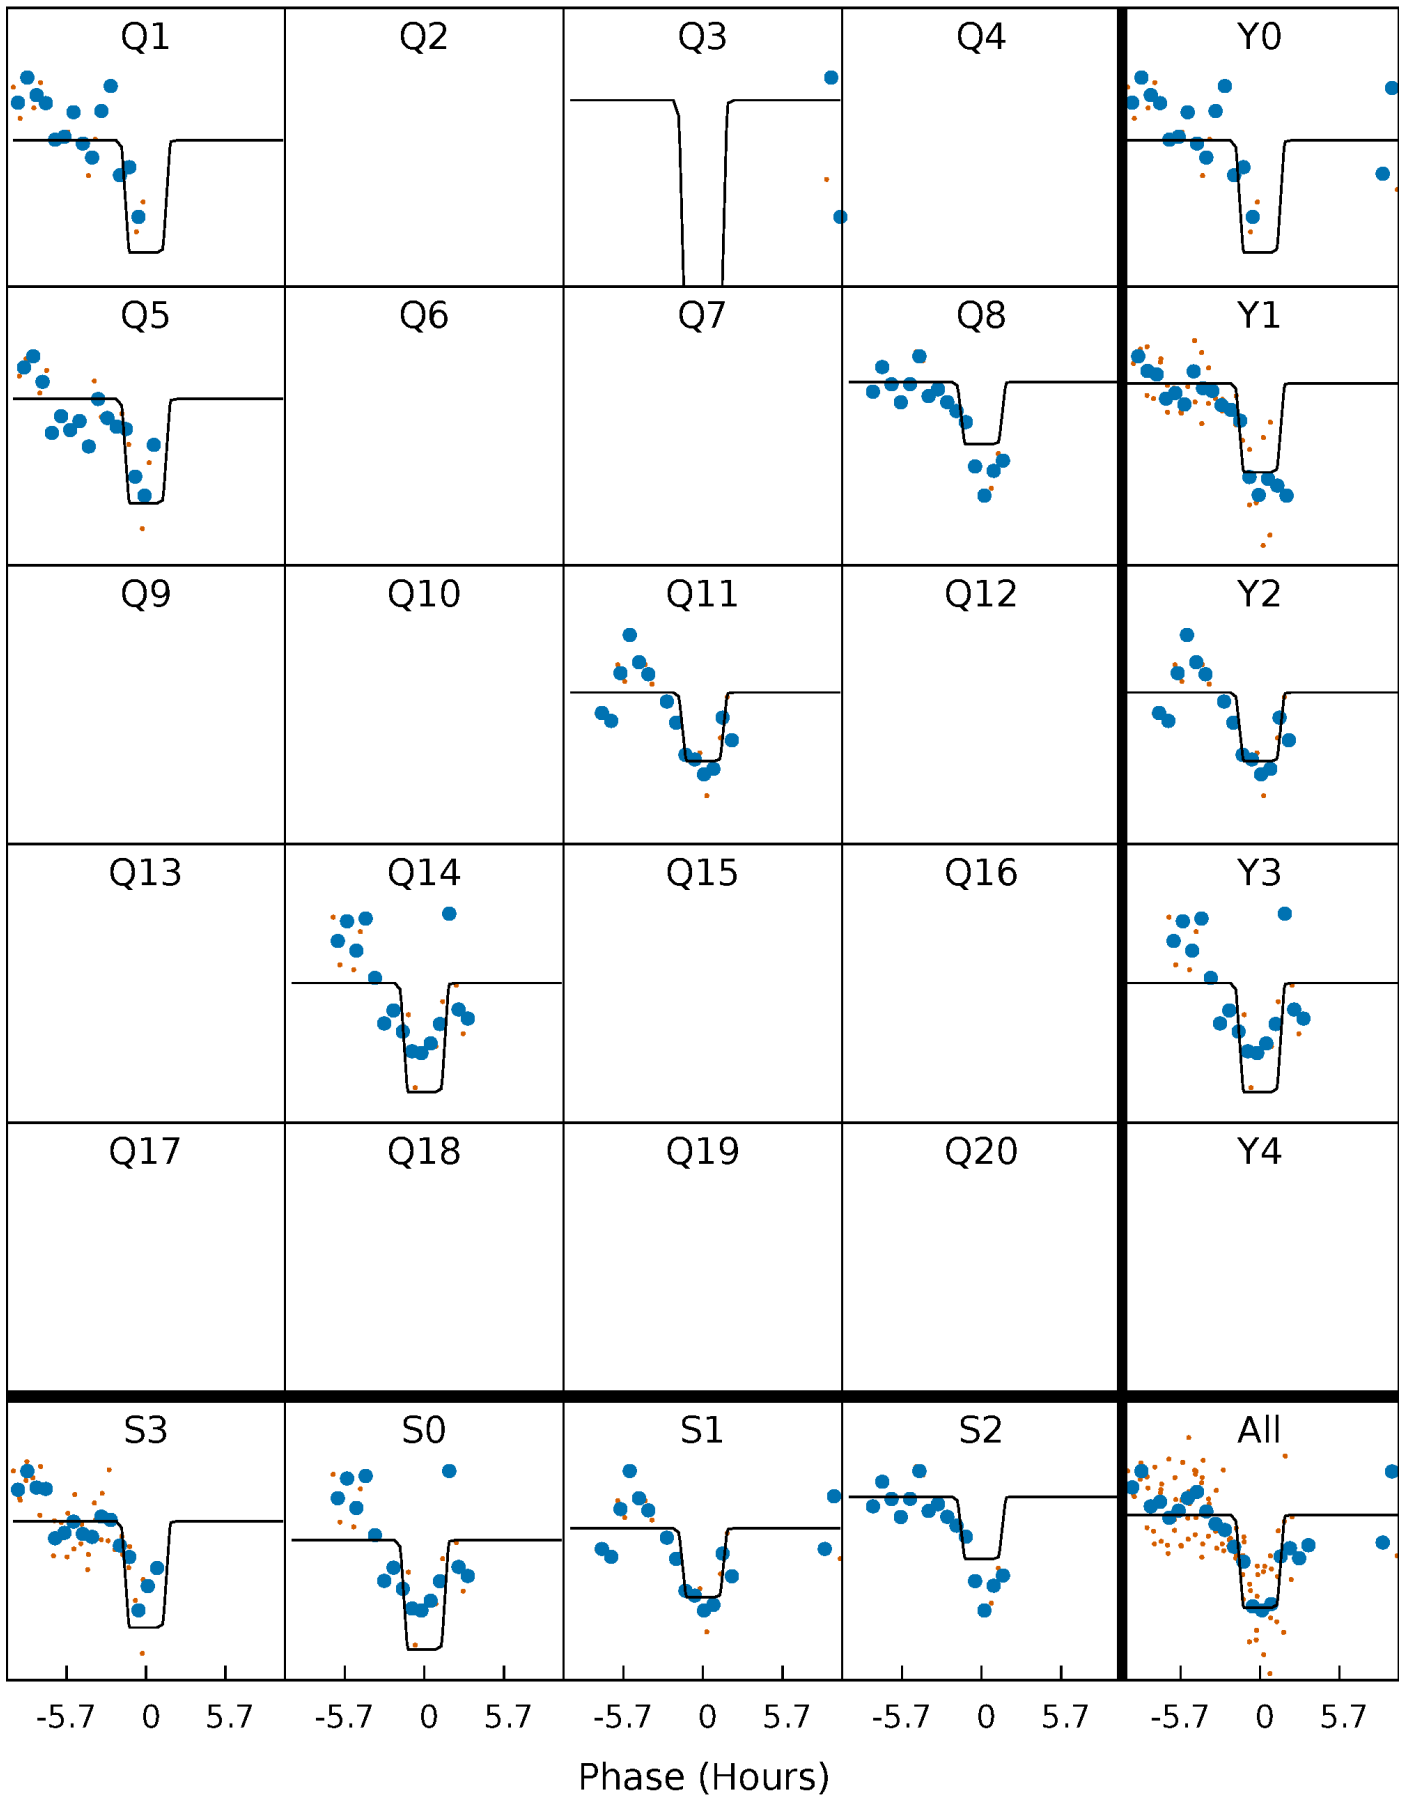 Q1 Q2 Q3 Q4 Y0
Q5 Q6 Q7 Q8 Y1
Q9 Q10 Q11 Q12 Y2
Q13 Q14 Q15 Q16 Y3
Q17 Q18 Q19 Q20 Y4
S3 S0 S1 S2 All
-5.7 0 5.7 -5.7 0 5.7 -5.7 0 5.7 -5.7 0 5.7 -5.7 0 5.7
Phase (Hours)